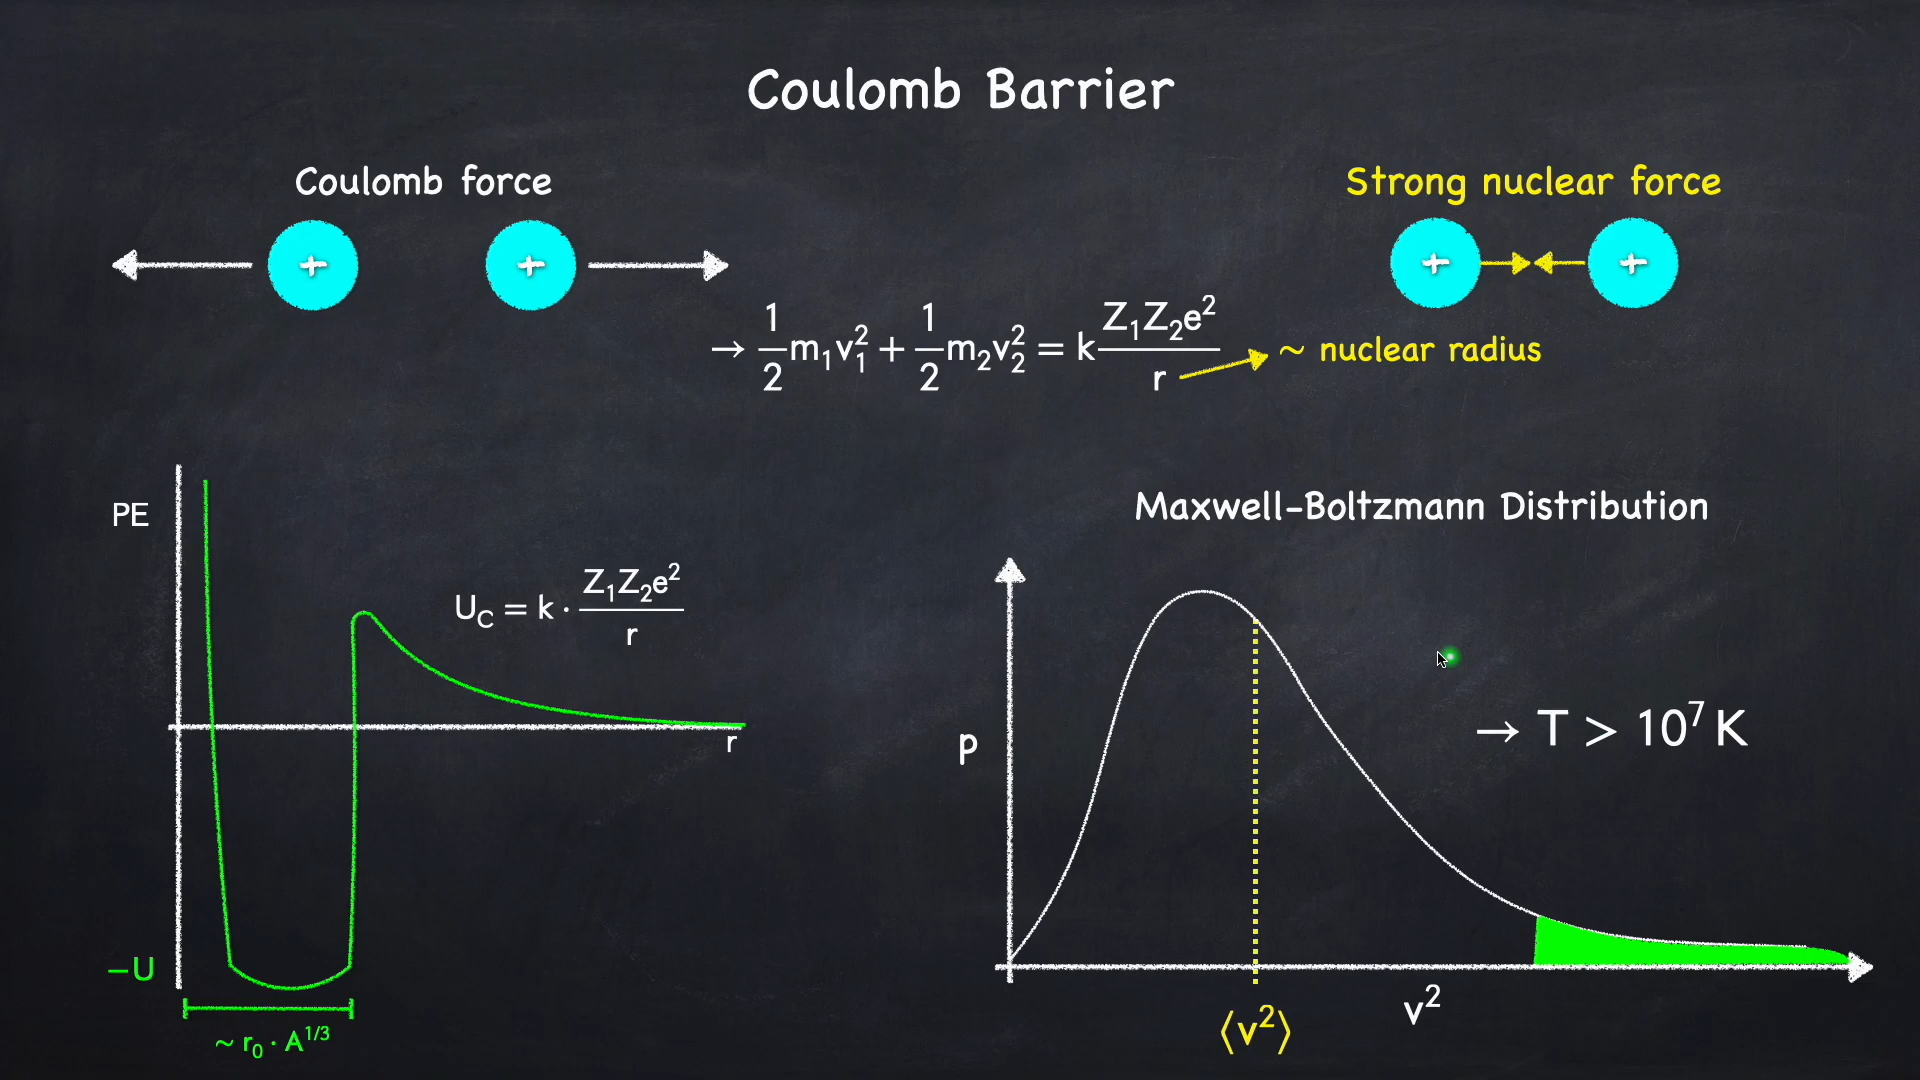 Coulomb Barrier
Coulomb force
Strong nuclear force
+ +
+ +
→ 1/2 m₁v₁² + 1/2 m₂v₂² = k Z₁Z₂e²/r
~ nuclear radius
PE
U_C = k · Z₁Z₂e²/r
r
−U
~ r₀ · A^1/3
Maxwell-Boltzmann Distribution
p
→ T > 10⁷ K
⟨v²⟩
v²